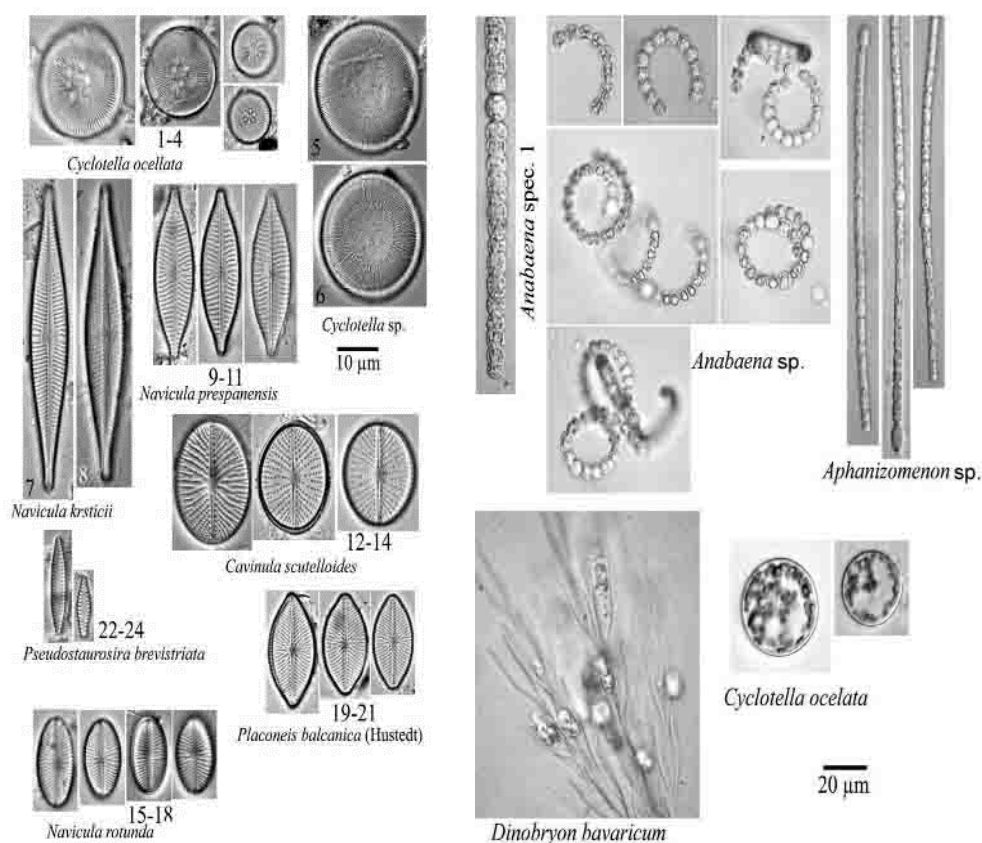 1-4
Cyclotella ocellata
5
6
Cyclotella sp.
10 µm
7
8
Navicula krsticii
9-11
Navicula prespanensis
12-14
Cavinula scutelloides
22-24
Pseudostaurosira brevistriata
19-21
Placoneis balcanica (Hustedt)
15-18
Navicula rotunda
Anabaena spec. 1
Anabaena sp.
Aphanizomenon sp.
Dinobryon bavaricum
Cyclotella ocelata
20 µm